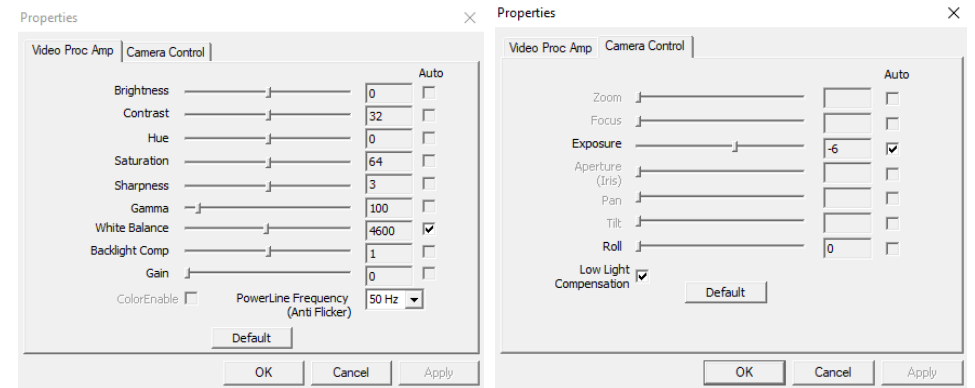 Properties
Video Proc Amp
Camera Control
Auto
Brightness 0
Contrast 32
Hue 0
Saturation 64
Sharpness 3
Gamma 100
White Balance 4600
Backlight Comp 1
Gain 0
ColorEnable
PowerLine Frequency
(Anti Flicker)
50 Hz
Default
OK
Cancel
Apply
Properties
Video Proc Amp
Camera Control
Auto
Zoom
Focus
Exposure -6
Aperture
(Iris)
Pan
Tilt
Roll 0
Low Light
Compensation
Default
OK
Cancel
Apply